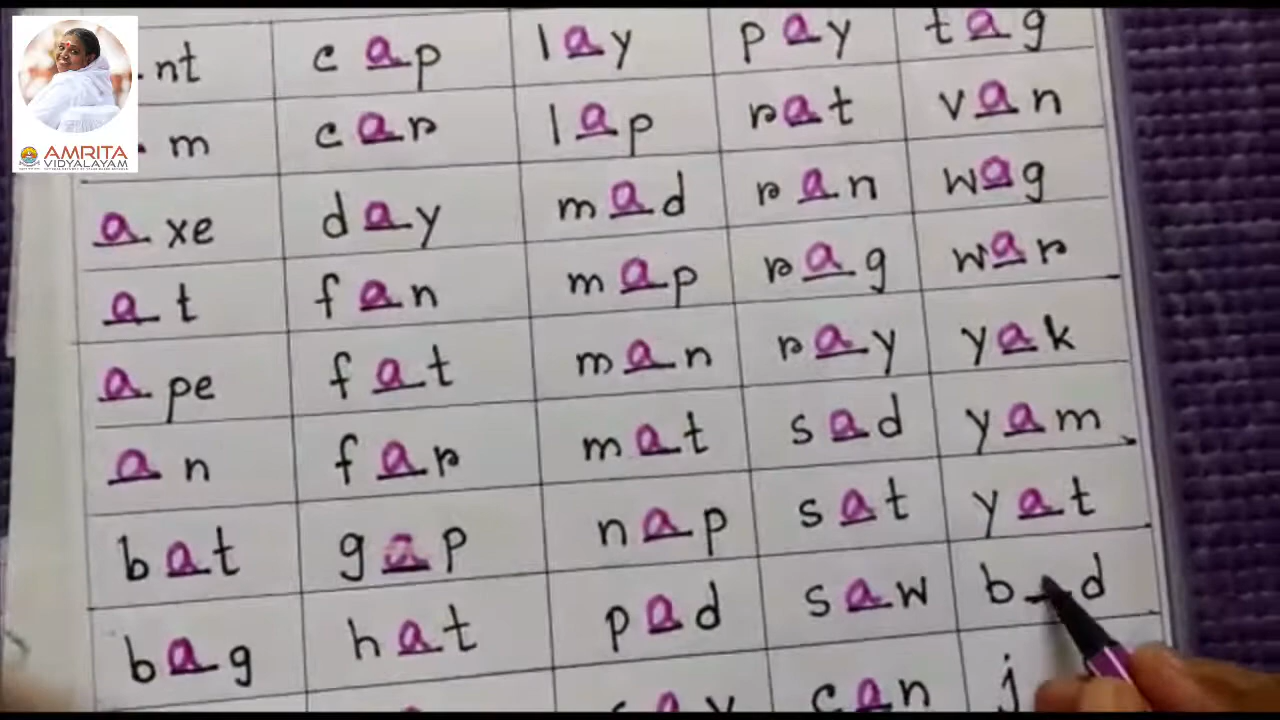 AMRITA
VIDYALAYAM
nt cap lay pay tag
m car lap rat van
axe day mad ran wag
at fan map rag war
ape fat man ray yak
an far mat sad yam
bat gap nap sat yat
bag hat pad saw b_d
can j